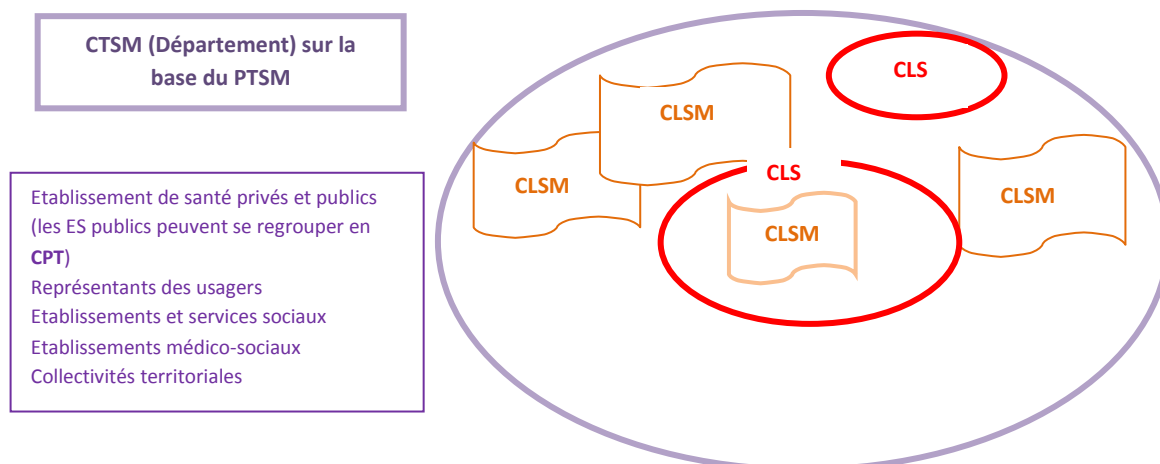 CTSM (Département) sur la
base du PTSM
Etablissement de santé privés et publics
(les ES publics peuvent se regrouper en
CPT)
Représentants des usagers
Etablissements et services sociaux
Etablissements médico-sociaux
Collectivités territoriales
CLS
CLSM
CLSM
CLS
CLSM
CLSM